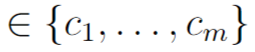 ∈ {c₁, . . . , cₘ}